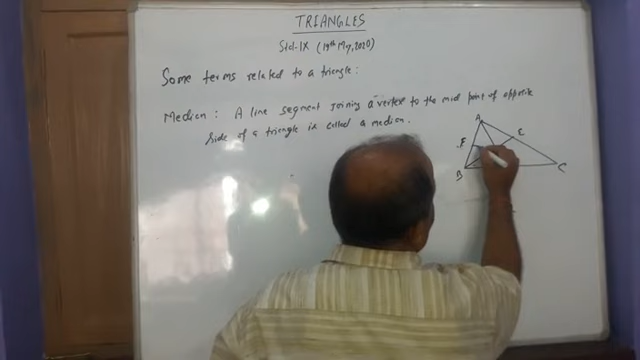 TRIANGLES
Std-IX (19th May, 2020)
Some terms related to a triangle:
Median: A line segment joining a vertex to the mid point of opposite
side of a triangle is called a median.
A
F
E
B
C